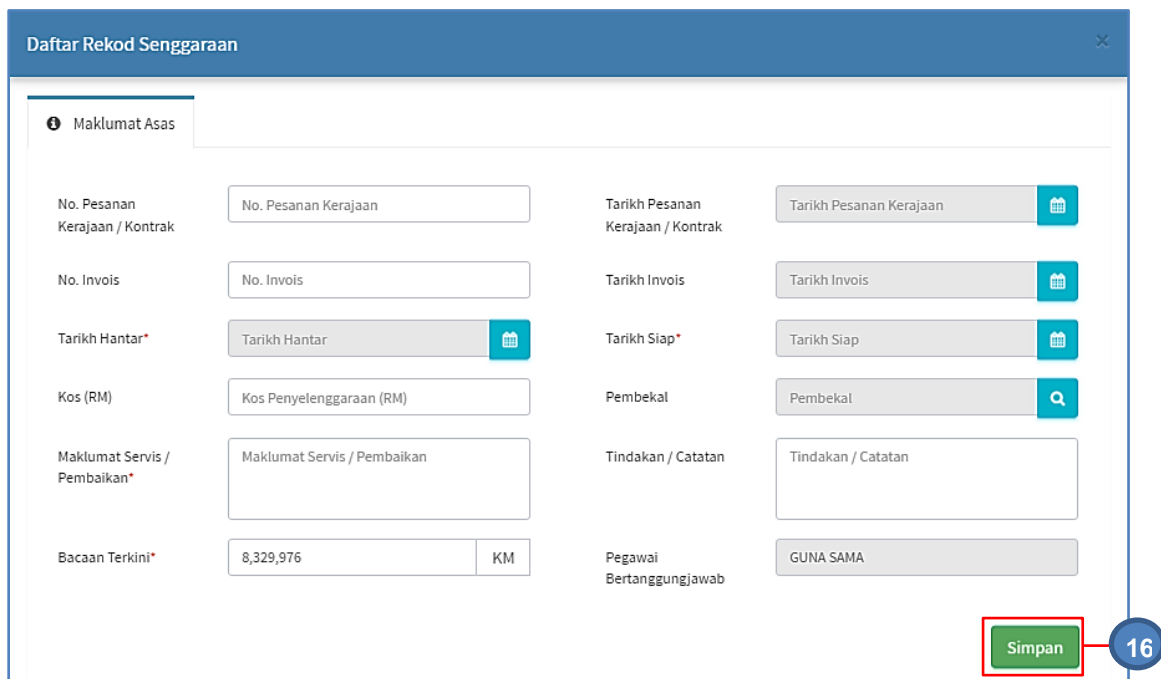 Daftar Rekod Senggaraan
×
Maklumat Asas
No. Pesanan
Kerajaan / Kontrak
No. Pesanan Kerajaan
Tarikh Pesanan
Kerajaan / Kontrak
Tarikh Pesanan Kerajaan
No. Invois
No. Invois
Tarikh Invois
Tarikh Invois
Tarikh Hantar*
Tarikh Hantar
Tarikh Siap*
Tarikh Siap
Kos (RM)
Kos Penyelenggaraan (RM)
Pembekal
Pembekal
Maklumat Servis /
Pembaikan*
Maklumat Servis / Pembaikan
Tindakan / Catatan
Tindakan / Catatan
Bacaan Terkini*
8,329,976
KM
Pegawai
Bertanggungjawab
GUNA SAMA
Simpan
16